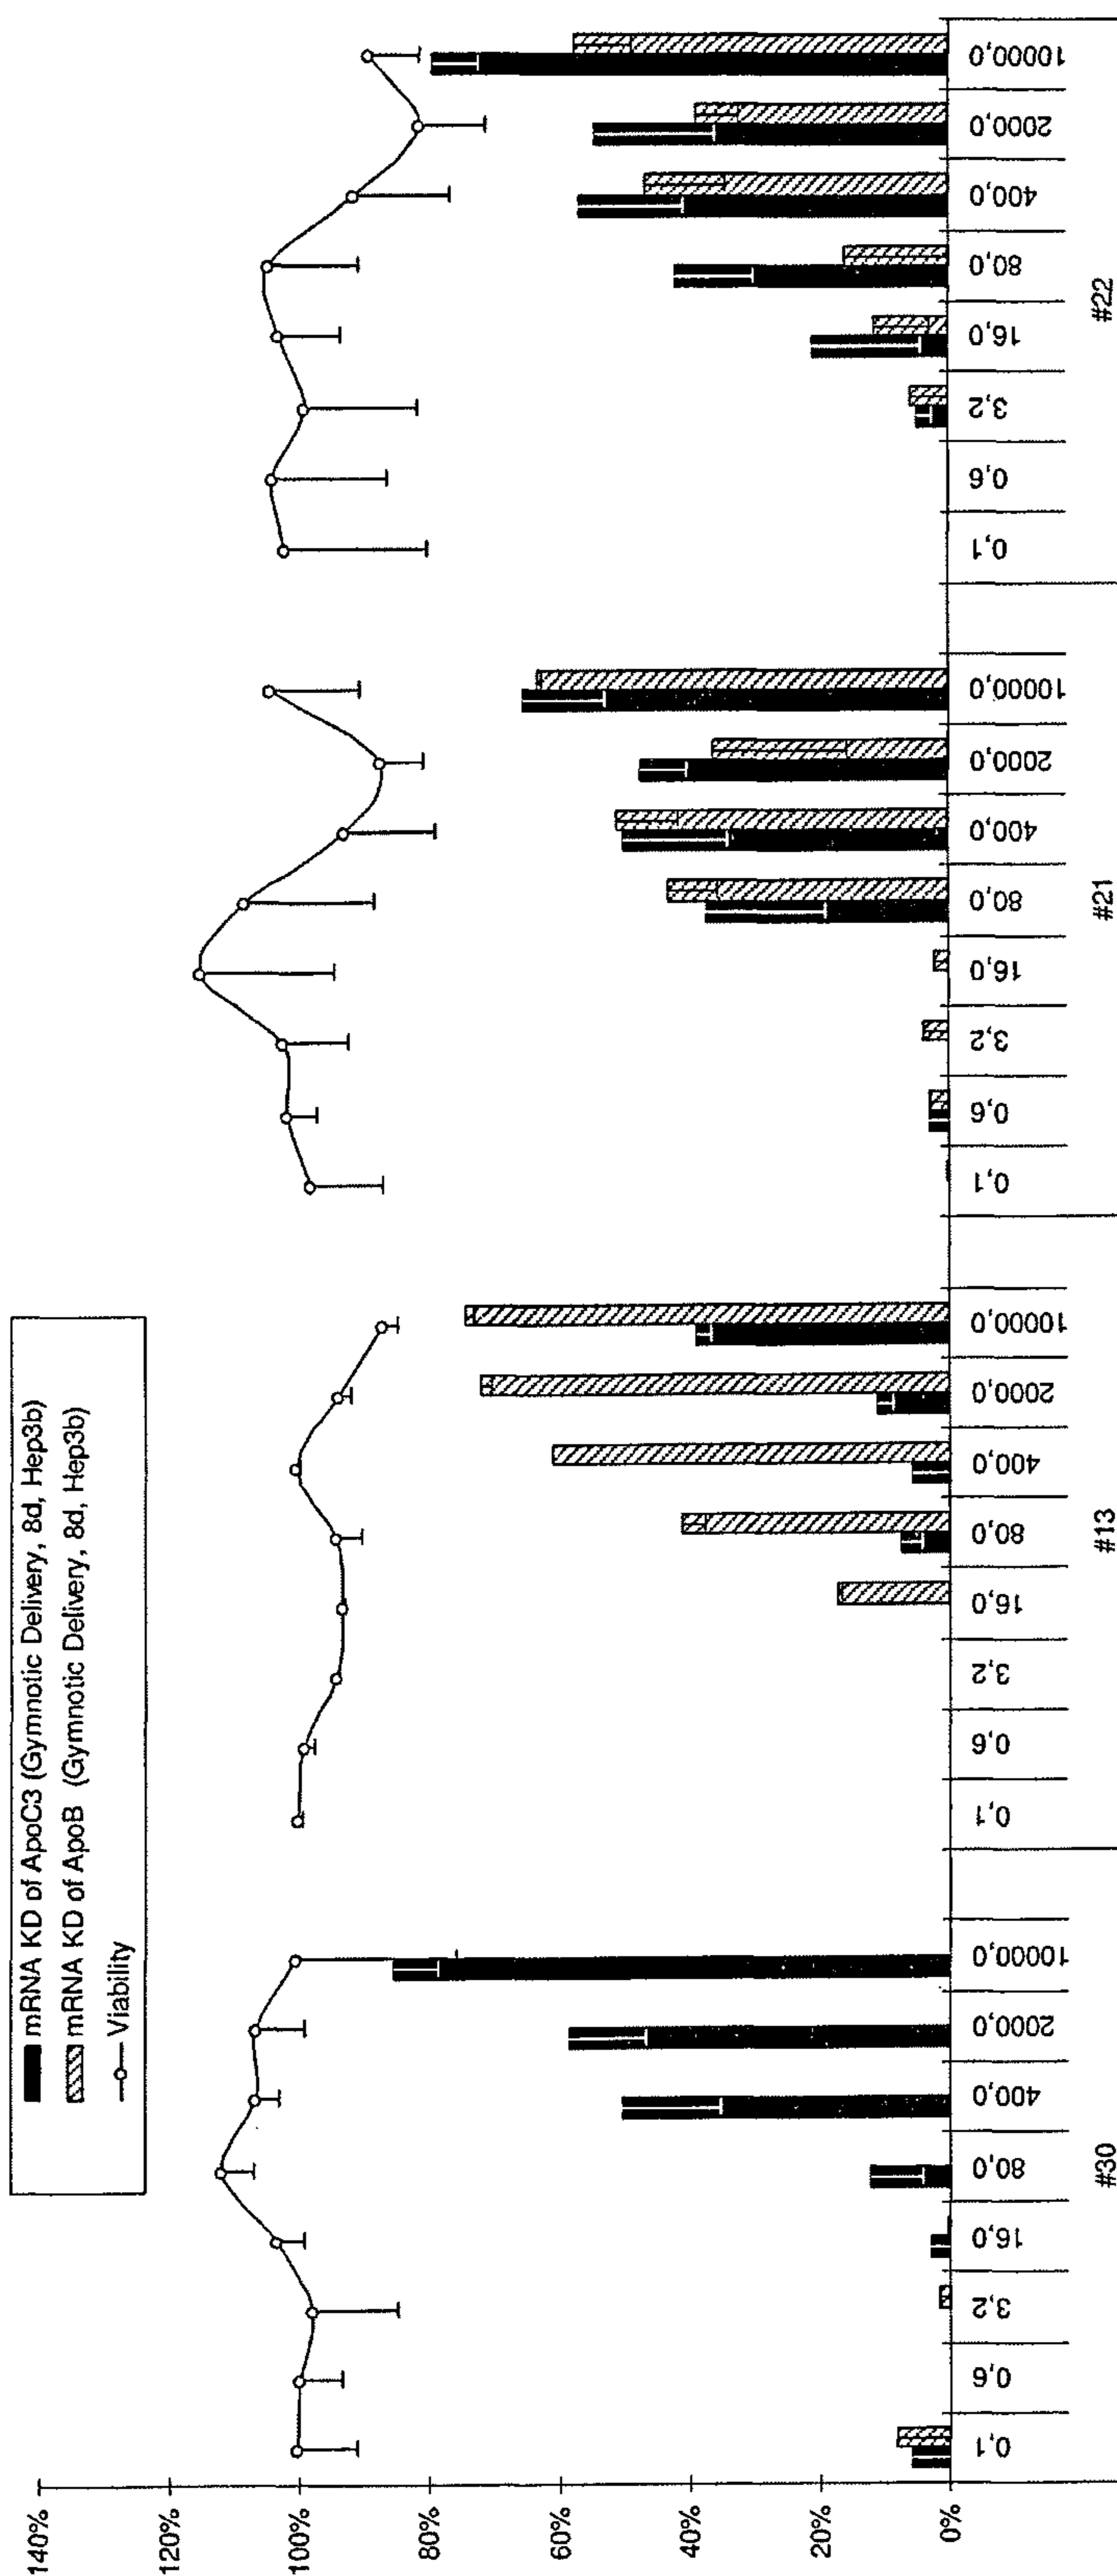 mRNA KD of ApoC3 (Gymnotic Delivery, 8d, Hep3b)
mRNA KD of ApoB (Gymnotic Delivery, 8d, Hep3b)
Viability
140%
120%
100%
80%
60%
40%
20%
0%
0,1 0,6 3,2 16,0 80,0 400,0 2000,0 10000,0
0,1 0,6 3,2 16,0 80,0 400,0 2000,0 10000,0
0,1 0,6 3,2 16,0 80,0 400,0 2000,0 10000,0
0,1 0,6 3,2 16,0 80,0 400,0 2000,0 10000,0
#30 #13 #21 #22